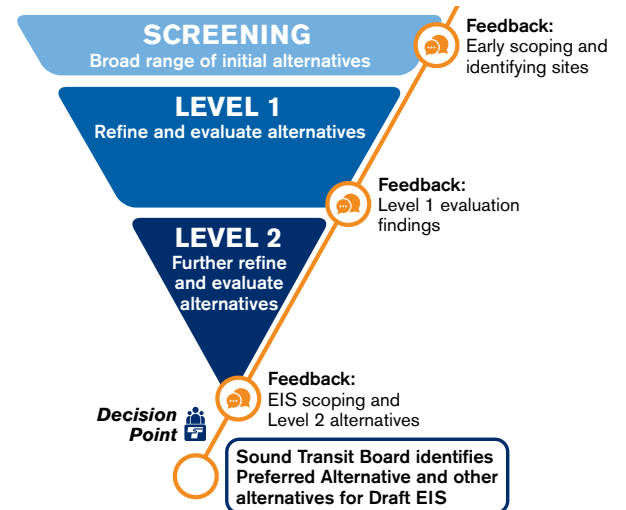 SCREENING
Broad range of initial alternatives
Feedback:
Early scoping and
identifying sites
LEVEL 1
Refine and evaluate alternatives
Feedback:
Level 1 evaluation
findings
LEVEL 2
Further refine
and evaluate
alternatives
Feedback:
EIS scoping and
Level 2 alternatives
Decision
Point
Sound Transit Board identifies
Preferred Alternative and other
alternatives for Draft EIS